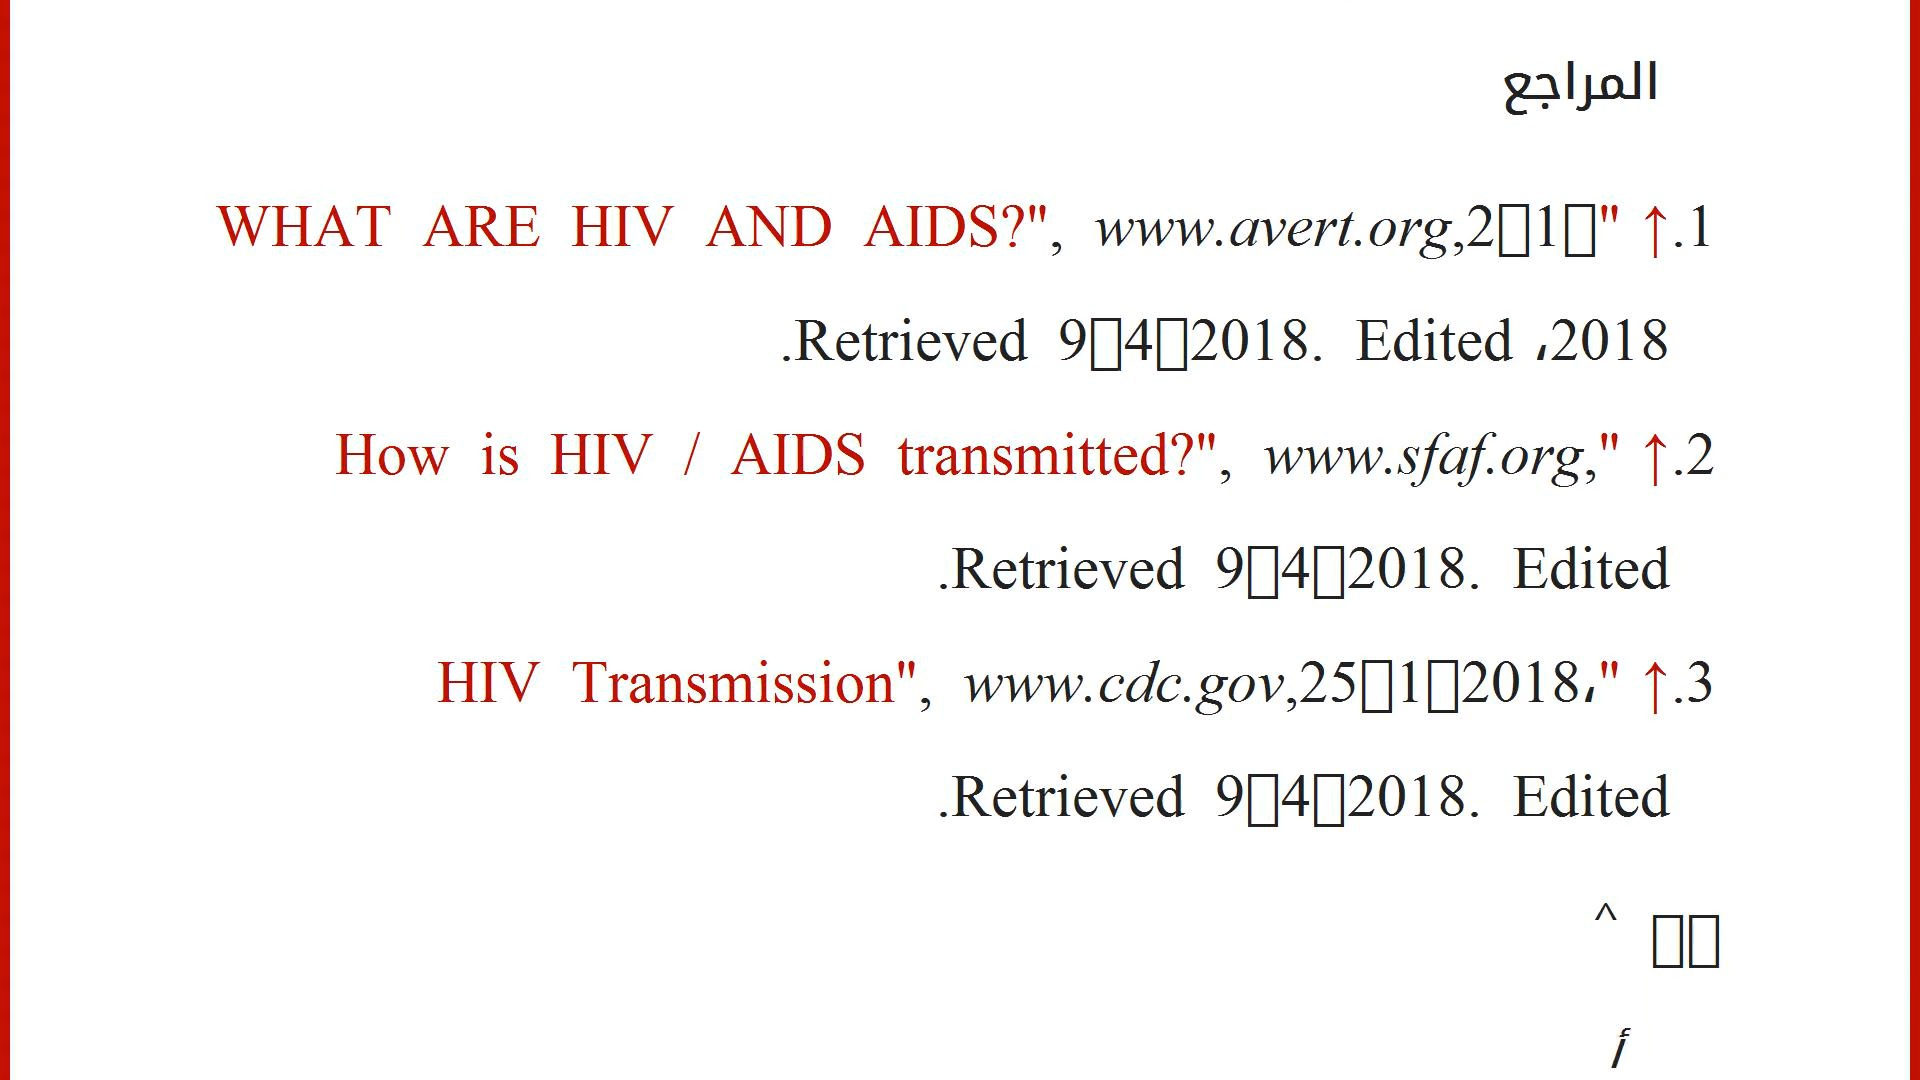 المراجع
1.↑ "WHAT ARE HIV AND AIDS?", www.avert.org,2▯1▯
2018، Retrieved 9▯4▯2018. Edited.
2.↑ "How is HIV / AIDS transmitted?", www.sfaf.org,
Retrieved 9▯4▯2018. Edited.
3.↑ "HIV Transmission", www.cdc.gov,25▯1▯2018،
Retrieved 9▯4▯2018. Edited.
▯▯ ^
أ